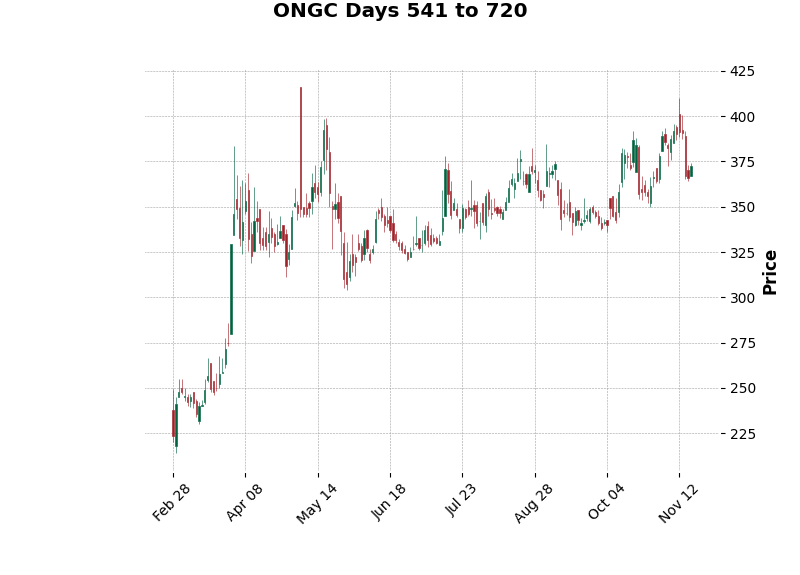 ONGC Days 541 to 720
425
400
375
350
325
300
275
250
225
Price
Feb 28
Apr 08
May 14
Jun 18
Jul 23
Aug 28
Oct 04
Nov 12